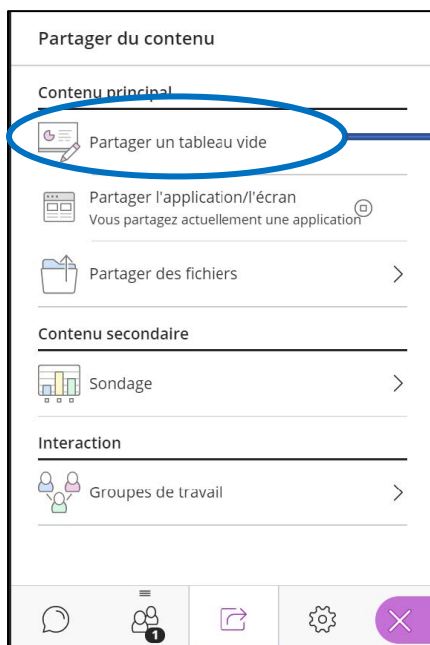 Partager du contenu
Contenu principal
Partager un tableau vide
Partager l'application/l'écran
Vous partagez actuellement une application
Partager des fichiers
Contenu secondaire
Sondage
Interaction
Groupes de travail
1